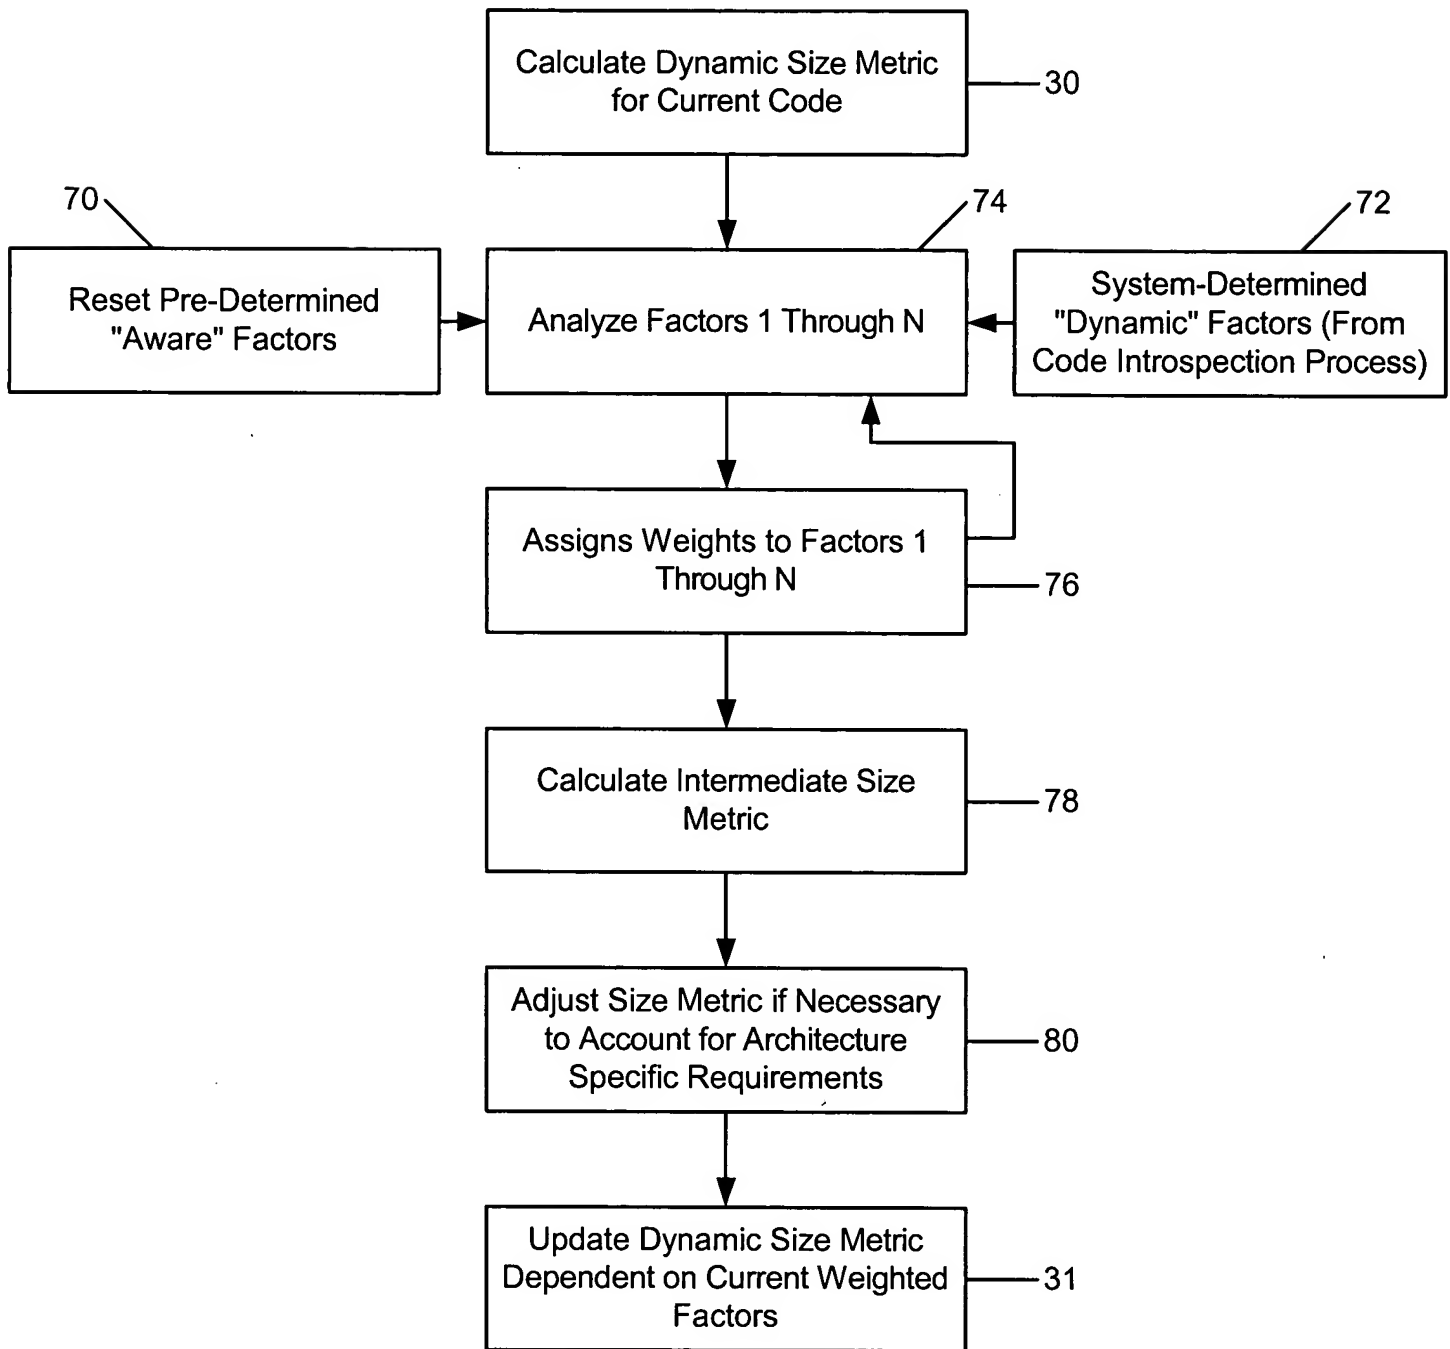 Calculate Dynamic Size Metric
for Current Code
30
70
74
72
Reset Pre-Determined
"Aware" Factors
Analyze Factors 1 Through N
System-Determined
"Dynamic" Factors (From
Code Introspection Process)
Assigns Weights to Factors 1
Through N
76
Calculate Intermediate Size
Metric
78
Adjust Size Metric if Necessary
to Account for Architecture
Specific Requirements
80
Update Dynamic Size Metric
Dependent on Current Weighted
Factors
31